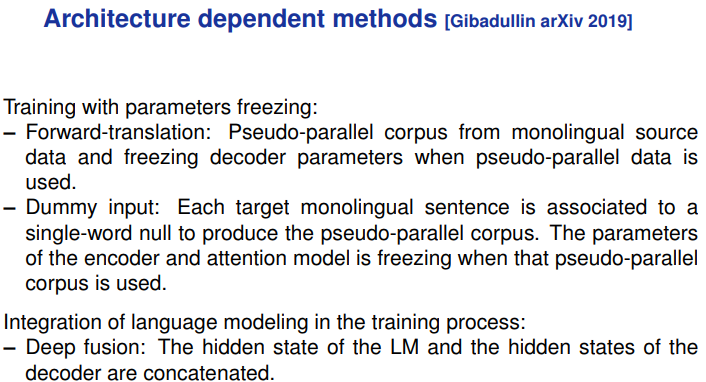 Architecture dependent methods [Gibadullin arXiv 2019]
Training with parameters freezing:
– Forward-translation: Pseudo-parallel corpus from monolingual source
data and freezing decoder parameters when pseudo-parallel data is
used.
– Dummy input: Each target monolingual sentence is associated to a
single-word null to produce the pseudo-parallel corpus. The parameters
of the encoder and attention model is freezing when that pseudo-parallel
corpus is used.
Integration of language modeling in the training process:
– Deep fusion: The hidden state of the LM and the hidden states of the
decoder are concatenated.